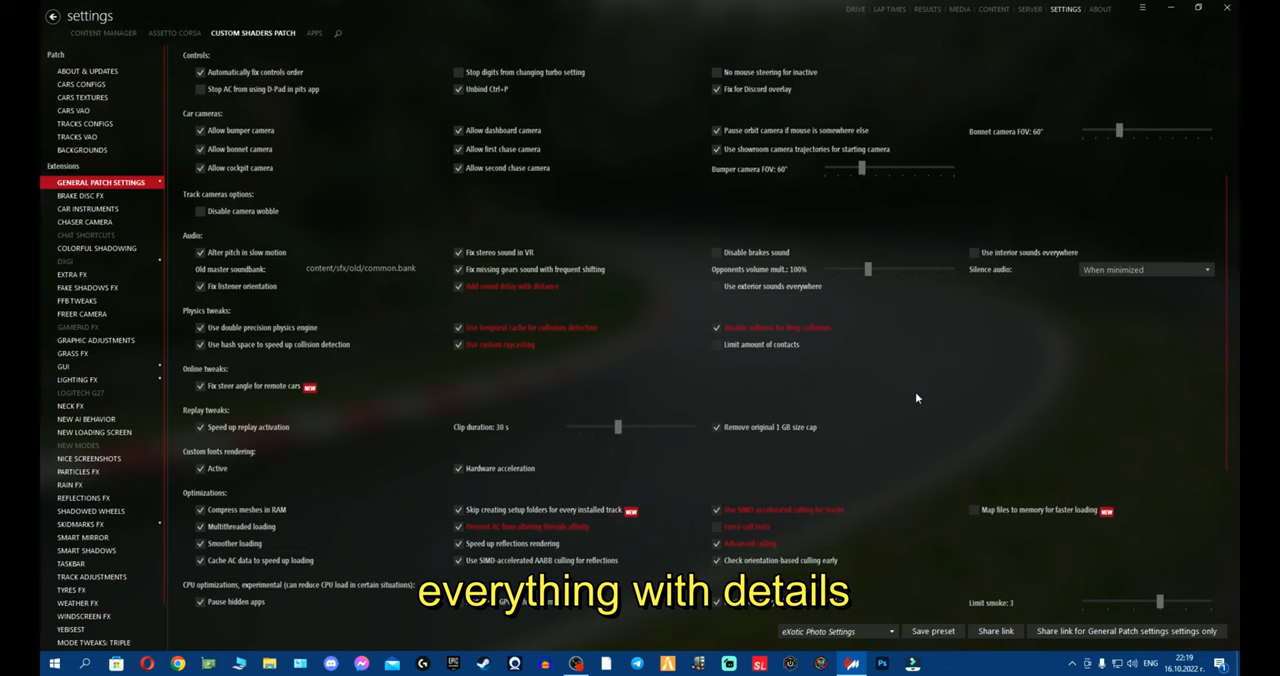 settings
DRIVE LAP TIMES RESULTS MEDIA CONTENT SERVER SETTINGS ABOUT
CONTENT MANAGER ASSETTO CORSA CUSTOM SHADERS PATCH APPS
Patch
ABOUT & UPDATES
CARS CONFIGS
CARS TEXTURES
CARS VAO
TRACKS CONFIGS
TRACKS VAO
BACKGROUNDS
Extensions
GENERAL PATCH SETTINGS
BRAKE DISC FX
CAR INSTRUMENTS
CHASER CAMERA
CHAT SHORTCUTS
COLORFUL SHADOWING
DXGI
EXTRA FX
FAKE SHADOWS FX
FFB TWEAKS
FREER CAMERA
GAMEPAD FX
GRAPHIC ADJUSTMENTS
GRASS FX
GUI
LIGHTING FX
LOGITECH G27
NECK FX
NEW AI BEHAVIOR
NEW LOADING SCREEN
NEW MODES
NICE SCREENSHOTS
PARTICLES FX
RAIN FX
REFLECTIONS FX
SHADOWED WHEELS
SKIDMARKS FX
SMART MIRROR
SMART SHADOWS
TASKBAR
TRACK ADJUSTMENTS
TYRES FX
WEATHER FX
WINDSCREEN FX
YEBISEST
MODE TWEAKS: TRIPLE
Controls:
Automatically fix controls order Stop digits from changing turbo setting No mouse steering for inactive
Stop AC from using D-Pad in pits app Unbind Ctrl+P Fix for Discord overlay
Car cameras:
Allow bumper camera Allow dashboard camera Pause orbit camera if mouse is somewhere else Bonnet camera FOV: 60°
Allow bonnet camera Allow first chase camera Use showroom camera trajectories for starting camera
Allow cockpit camera Allow second chase camera Bumper camera FOV: 60°
Track cameras options:
Disable camera wobble
Audio:
Alter pitch in slow motion Fix stereo sound in VR Disable brakes sound Use interior sounds everywhere
Old master soundbank: content/sfx/old/common.bank Fix missing gears sound with frequent shifting Opponents volume mult.: 100% Silence audio: When minimized
Fix listener orientation Add sound delay with distance Use exterior sounds everywhere
Physics tweaks:
Use double precision physics engine Use temporal cache for collisions detection Disable softness for deep collisions
Use hash space to speed up collision detection Use custom raycasting Limit amount of contacts
Online tweaks:
Fix steer angle for remote cars NEW
Replay tweaks:
Speed up replay activation Clip duration: 30 s Remove original 1 GB size cap
Custom fonts rendering:
Active Hardware acceleration
Optimizations:
Compress meshes in RAM Skip creating setup folders for every installed track NEW Use SIMD-accelerated culling for tracks Map files to memory for faster loading NEW
Multithreaded loading Prevent AC from altering threads affinity Force cull tests
Smoother loading Speed up reflections rendering Advanced culling
Cache AC data to speed up loading Use SIMD-accelerated AABB culling for reflections Check orientation-based culling early
CPU optimizations, experimental (can reduce CPU load in certain situations):
Pause hidden apps Limit smoke: 3
everything with details
eXotic Photo Settings Save preset Share link Share link for General Patch settings settings only
EPIC SL Ps ENG 22:19
16.10.2022 г.